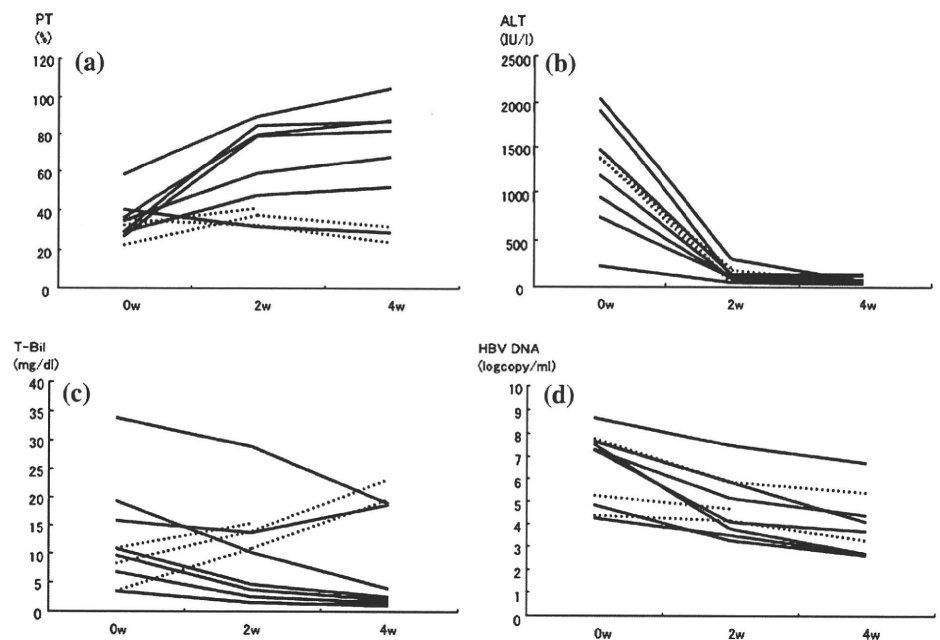 PT
(%)
(a)
120
100
80
60
40
20
0
0w 2w 4w
ALT
(IU/l)
(b)
2500
2000
1500
1000
500
0
0w 2w 4w
T-Bil
(mg/dl)
(c)
40
35
30
25
20
15
10
5
0
0w 2w 4w
HBV DNA
(logcopy/ml)
(d)
10
9
8
7
6
5
4
3
2
1
0
0w 2w 4w